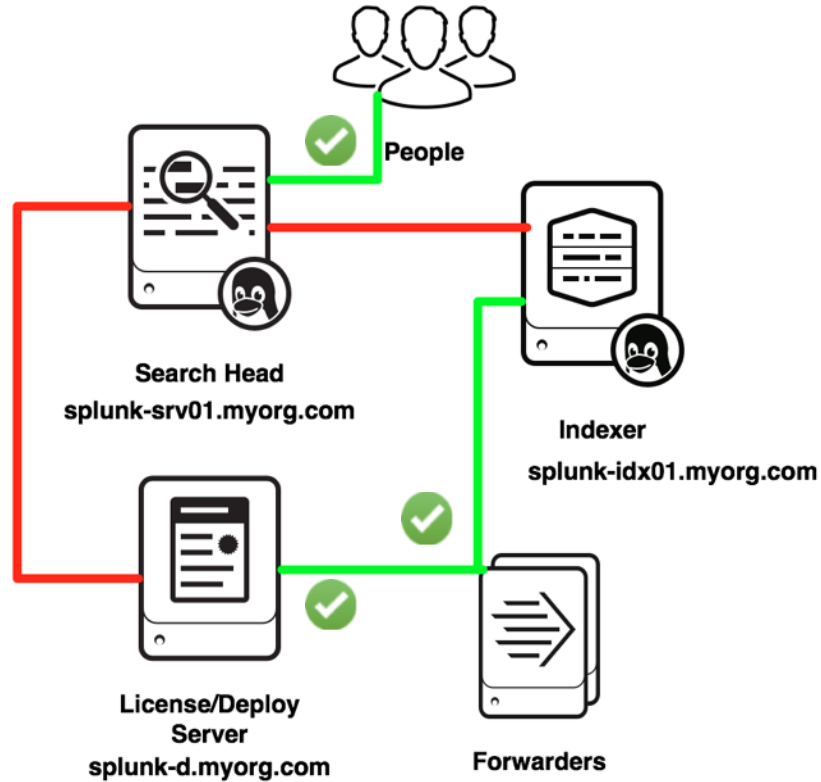 People
Search Head
splunk-srv01.myorg.com
Indexer
splunk-idx01.myorg.com
License/Deploy
Server
splunk-d.myorg.com
Forwarders